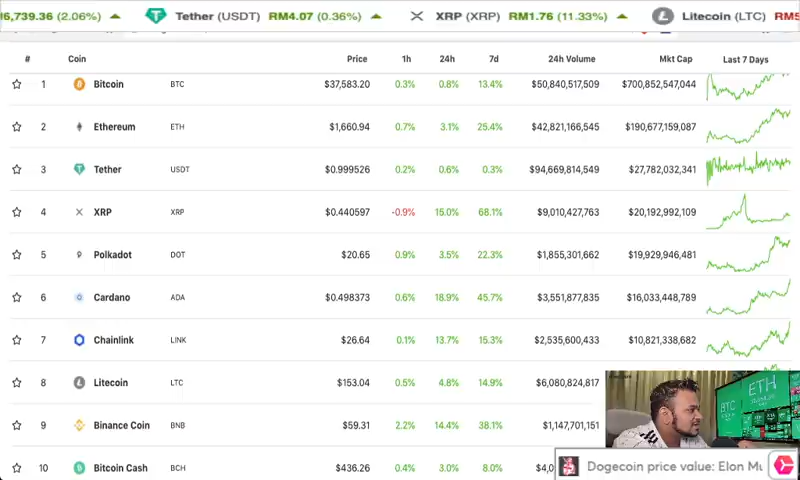 6,739.36 (2.06%) Tether (USDT) RM4.07 (0.36%) XRP (XRP) RM1.76 (11.33%) Litecoin (LTC) RM5
# Coin Price 1h 24h 7d 24h Volume Mkt Cap Last 7 Days
1 Bitcoin BTC $37,583.20 0.3% 0.8% 13.4% $50,840,517,509 $700,852,547,044
2 Ethereum ETH $1,660.94 0.7% 3.1% 25.4% $42,821,166,545 $190,677,159,087
3 Tether USDT $0.999526 0.2% 0.6% 0.3% $94,669,814,549 $27,782,032,341
4 XRP XRP $0.440597 -0.9% 15.0% 68.1% $9,010,427,763 $20,192,992,109
5 Polkadot DOT $20.65 0.9% 3.5% 22.3% $1,855,301,662 $19,929,946,481
6 Cardano ADA $0.498373 0.6% 18.9% 45.7% $3,551,877,835 $16,033,448,789
7 Chainlink LINK $26.64 0.1% 13.7% 15.3% $2,535,600,433 $10,821,338,682
8 Litecoin LTC $153.04 0.5% 4.8% 14.9% $6,080,824,817
BTC ETH
9 Binance Coin BNB $59.31 2.2% 14.4% 38.1% $1,147,701,151
10 Bitcoin Cash BCH $436.26 0.4% 3.0% 8.0% $4,0
Dogecoin price value: Elon Mu